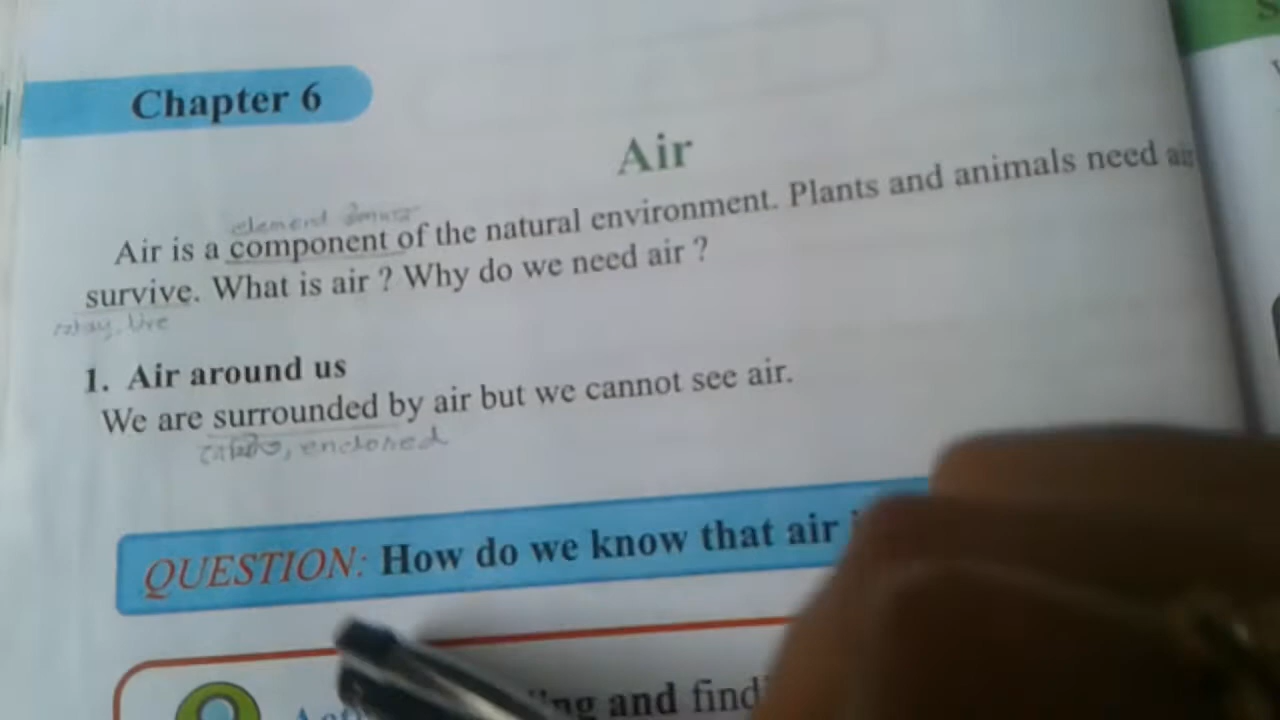 Chapter 6
Air
element
Air is a component of the natural environment. Plants and animals need air
survive. What is air ? Why do we need air ?
live
1. Air around us
We are surrounded by air but we cannot see air.
enclosed
QUESTION: How do we know that air
and find